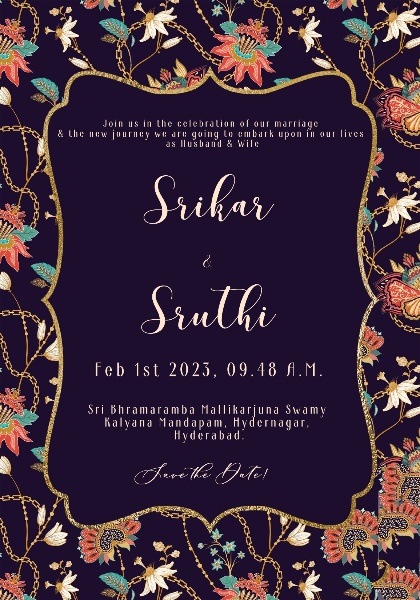 Join us in the celebration of our marriage
& the new journey we are going to embark upon in our lives
as Husband & Wife
Srikar
&
Sruthi
Feb 1st 2023, 09.48 A.M.
Sri Bhramaramba Mallikarjuna Swamy
Kalyana Mandapam, Hydernagar,
Hyderabad.
Save the Date!